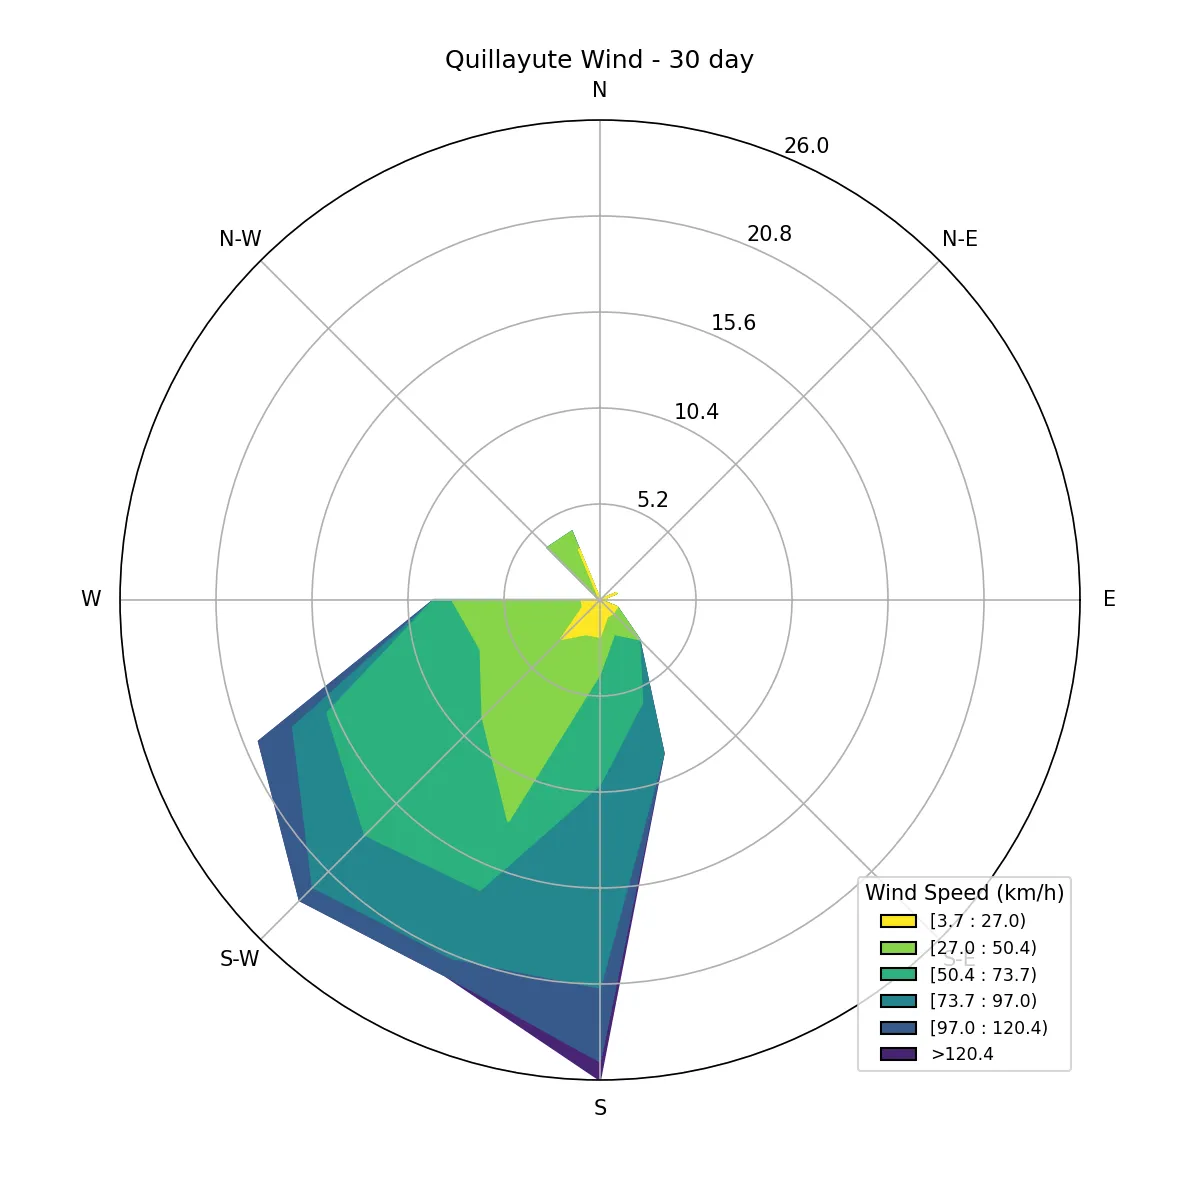 Quillayute Wind - 30 day
N
26.0
N-W
20.8
N-E
15.6
10.4
5.2
W
E
Wind Speed (km/h)
[3.7 : 27.0)
[27.0 : 50.4)
S-W
S-E
[50.4 : 73.7)
[73.7 : 97.0)
[97.0 : 120.4)
>120.4
S